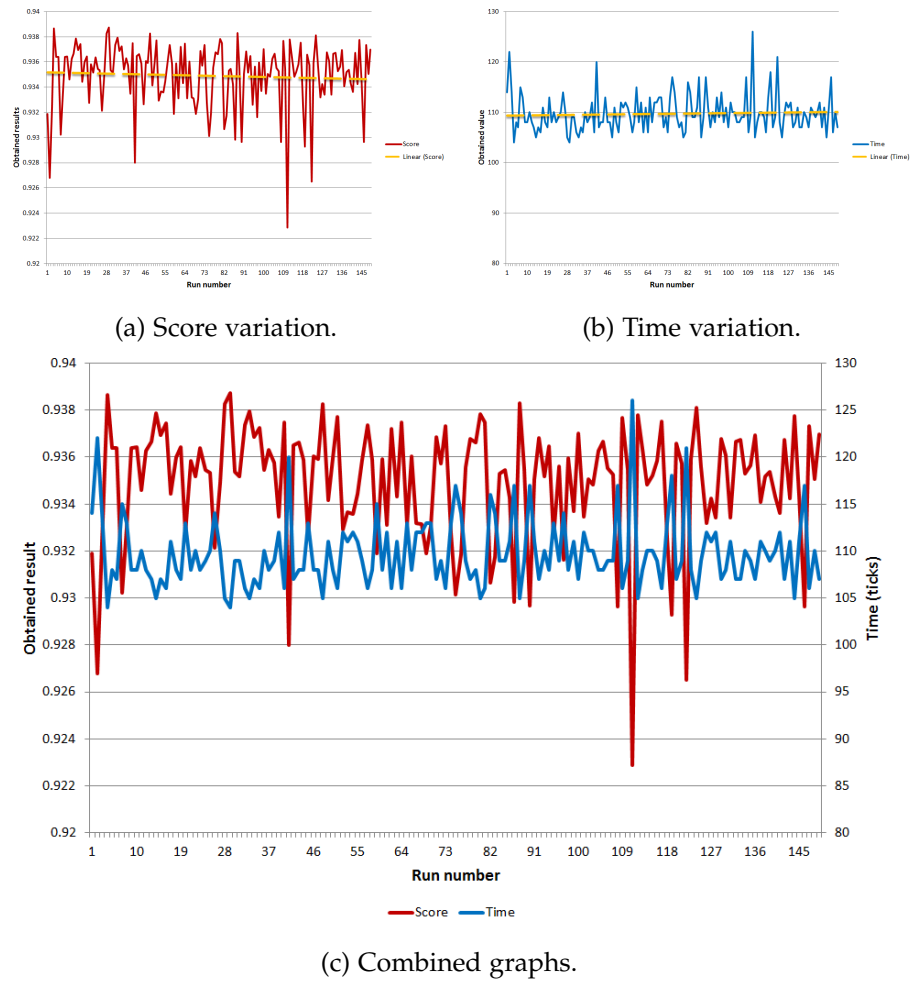 0.94
0.938
0.936
0.934
0.932
0.93
0.928
0.926
0.924
0.922
0.92
Obtained results
1 10 19 28 37 46 55 64 73 82 91 100 109 118 127 136 145
Run number
Score
Linear (Score)
130
120
110
100
90
80
Obtained value
1 10 19 28 37 46 55 64 73 82 91 100 109 118 127 136 145
Run number
Time
Linear (Time)
(a) Score variation.
(b) Time variation.
0.94
0.938
0.936
0.934
0.932
0.93
0.928
0.926
0.924
0.922
0.92
Obtained result
130
125
120
115
110
105
100
95
90
85
80
Time (ticks)
1 10 19 28 37 46 55 64 73 82 91 100 109 118 127 136 145
Run number
Score Time
(c) Combined graphs.